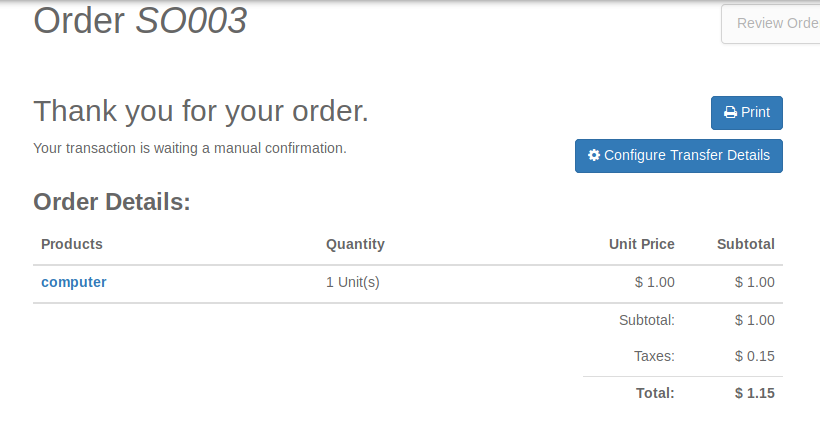 Order SO003
Review Orde
Thank you for your order.
Print
Your transaction is waiting a manual confirmation.
Configure Transfer Details
Order Details:
Products Quantity Unit Price Subtotal
computer 1 Unit(s) $ 1.00 $ 1.00
Subtotal: $ 1.00
Taxes: $ 0.15
Total: $ 1.15